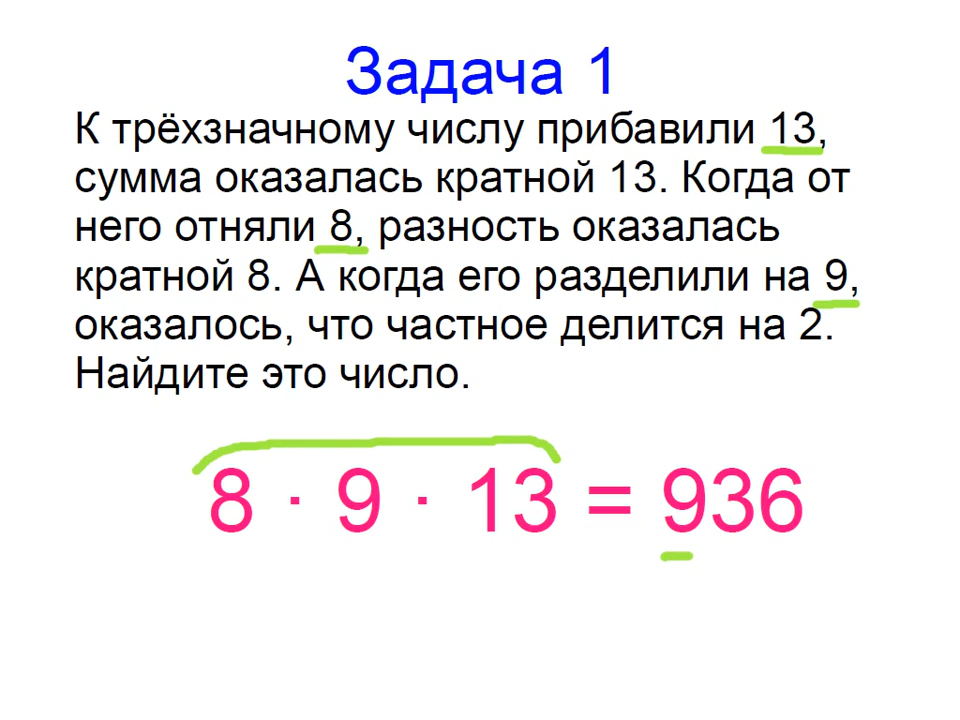 Задача 1
К трёхзначному числу прибавили 13,
сумма оказалась кратной 13. Когда от
него отняли 8, разность оказалась
кратной 8. А когда его разделили на 9,
оказалось, что частное делится на 2.
Найдите это число.
8 · 9 · 13 = 936